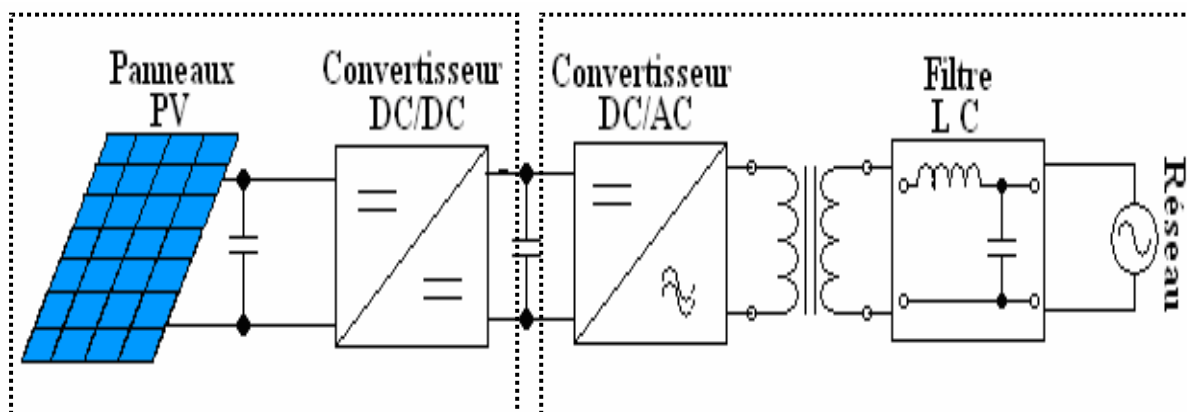 Panneaux
PV
Convertisseur
DC/DC
Convertisseur
DC/AC
Filtre
L C
Réseau